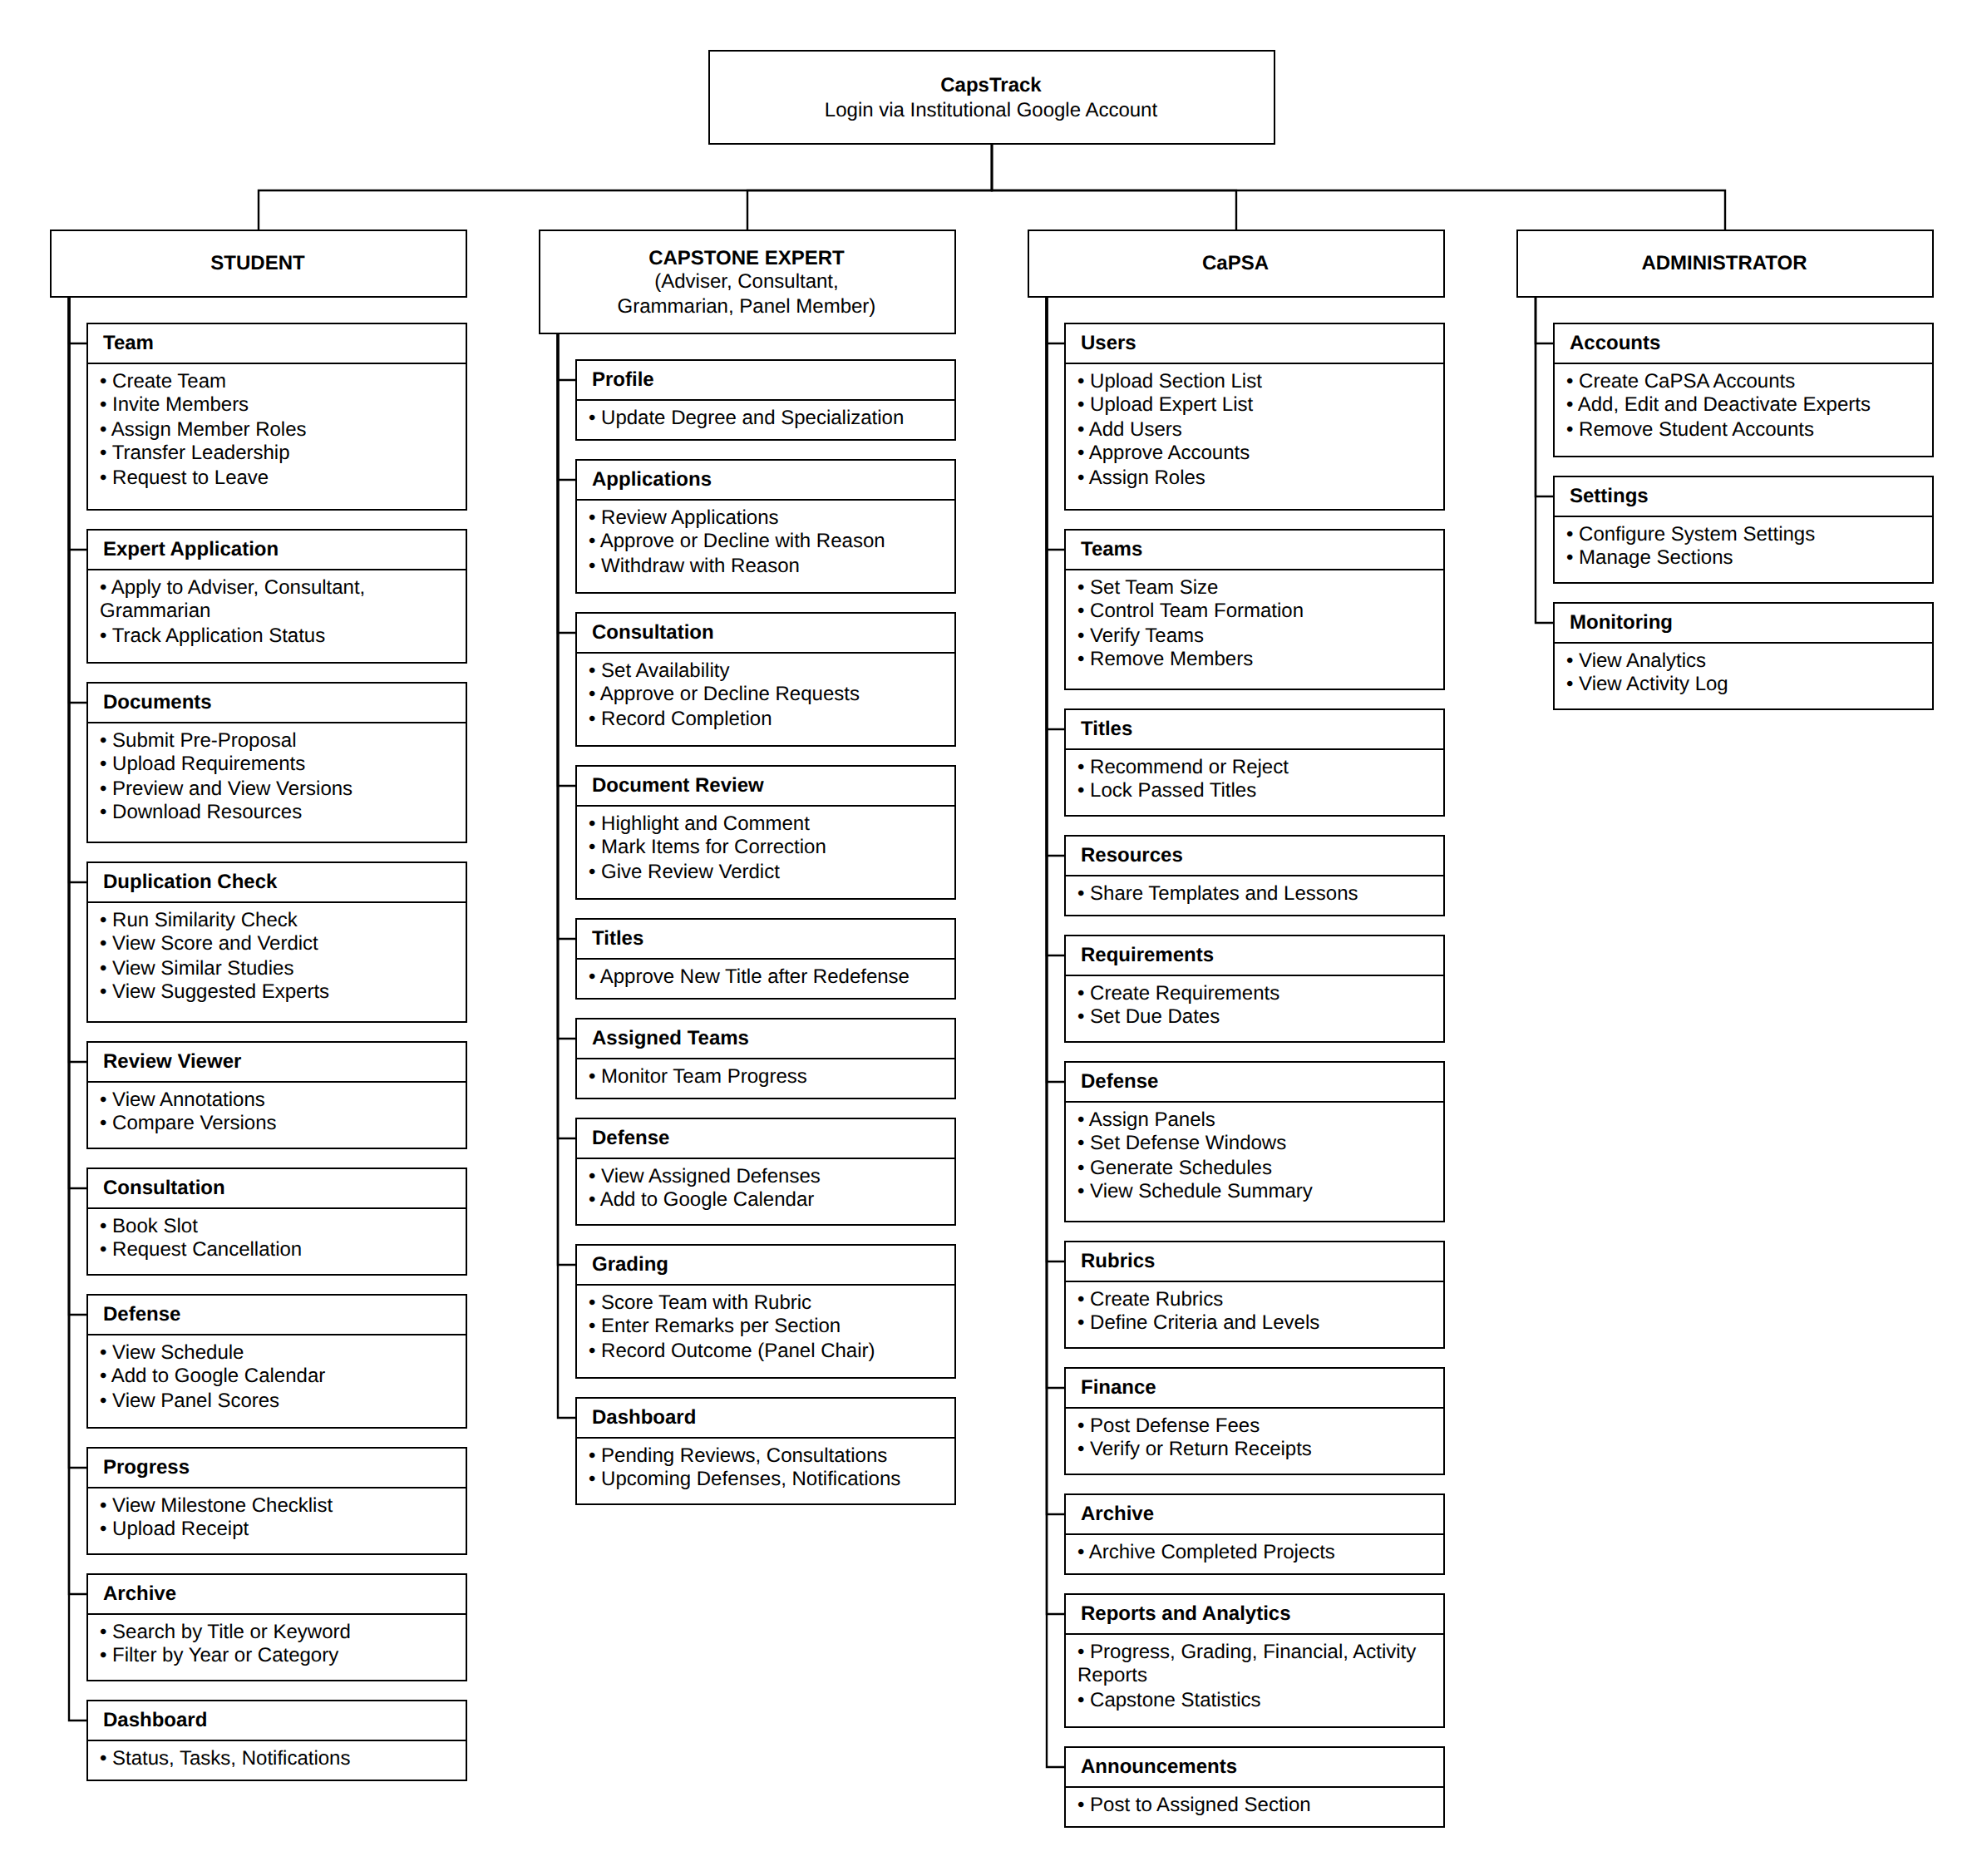 CapsTrack
Login via Institutional Google Account
STUDENT
Team
• Create Team
• Invite Members
• Assign Member Roles
• Transfer Leadership
• Request to Leave
Expert Application
• Apply to Adviser, Consultant,
Grammarian
• Track Application Status
Documents
• Submit Pre-Proposal
• Upload Requirements
• Preview and View Versions
• Download Resources
Duplication Check
• Run Similarity Check
• View Score and Verdict
• View Similar Studies
• View Suggested Experts
Review Viewer
• View Annotations
• Compare Versions
Consultation
• Book Slot
• Request Cancellation
Defense
• View Schedule
• Add to Google Calendar
• View Panel Scores
Progress
• View Milestone Checklist
• Upload Receipt
Archive
• Search by Title or Keyword
• Filter by Year or Category
Dashboard
• Status, Tasks, Notifications
CAPSTONE EXPERT
(Adviser, Consultant,
Grammarian, Panel Member)
Profile
• Update Degree and Specialization
Applications
• Review Applications
• Approve or Decline with Reason
• Withdraw with Reason
Consultation
• Set Availability
• Approve or Decline Requests
• Record Completion
Document Review
• Highlight and Comment
• Mark Items for Correction
• Give Review Verdict
Titles
• Approve New Title after Redefense
Assigned Teams
• Monitor Team Progress
Defense
• View Assigned Defenses
• Add to Google Calendar
Grading
• Score Team with Rubric
• Enter Remarks per Section
• Record Outcome (Panel Chair)
Dashboard
• Pending Reviews, Consultations
• Upcoming Defenses, Notifications
CaPSA
Users
• Upload Section List
• Upload Expert List
• Add Users
• Approve Accounts
• Assign Roles
Teams
• Set Team Size
• Control Team Formation
• Verify Teams
• Remove Members
Titles
• Recommend or Reject
• Lock Passed Titles
Resources
• Share Templates and Lessons
Requirements
• Create Requirements
• Set Due Dates
Defense
• Assign Panels
• Set Defense Windows
• Generate Schedules
• View Schedule Summary
Rubrics
• Create Rubrics
• Define Criteria and Levels
Finance
• Post Defense Fees
• Verify or Return Receipts
Archive
• Archive Completed Projects
Reports and Analytics
• Progress, Grading, Financial, Activity
Reports
• Capstone Statistics
Announcements
• Post to Assigned Section
ADMINISTRATOR
Accounts
• Create CaPSA Accounts
• Add, Edit and Deactivate Experts
• Remove Student Accounts
Settings
• Configure System Settings
• Manage Sections
Monitoring
• View Analytics
• View Activity Log